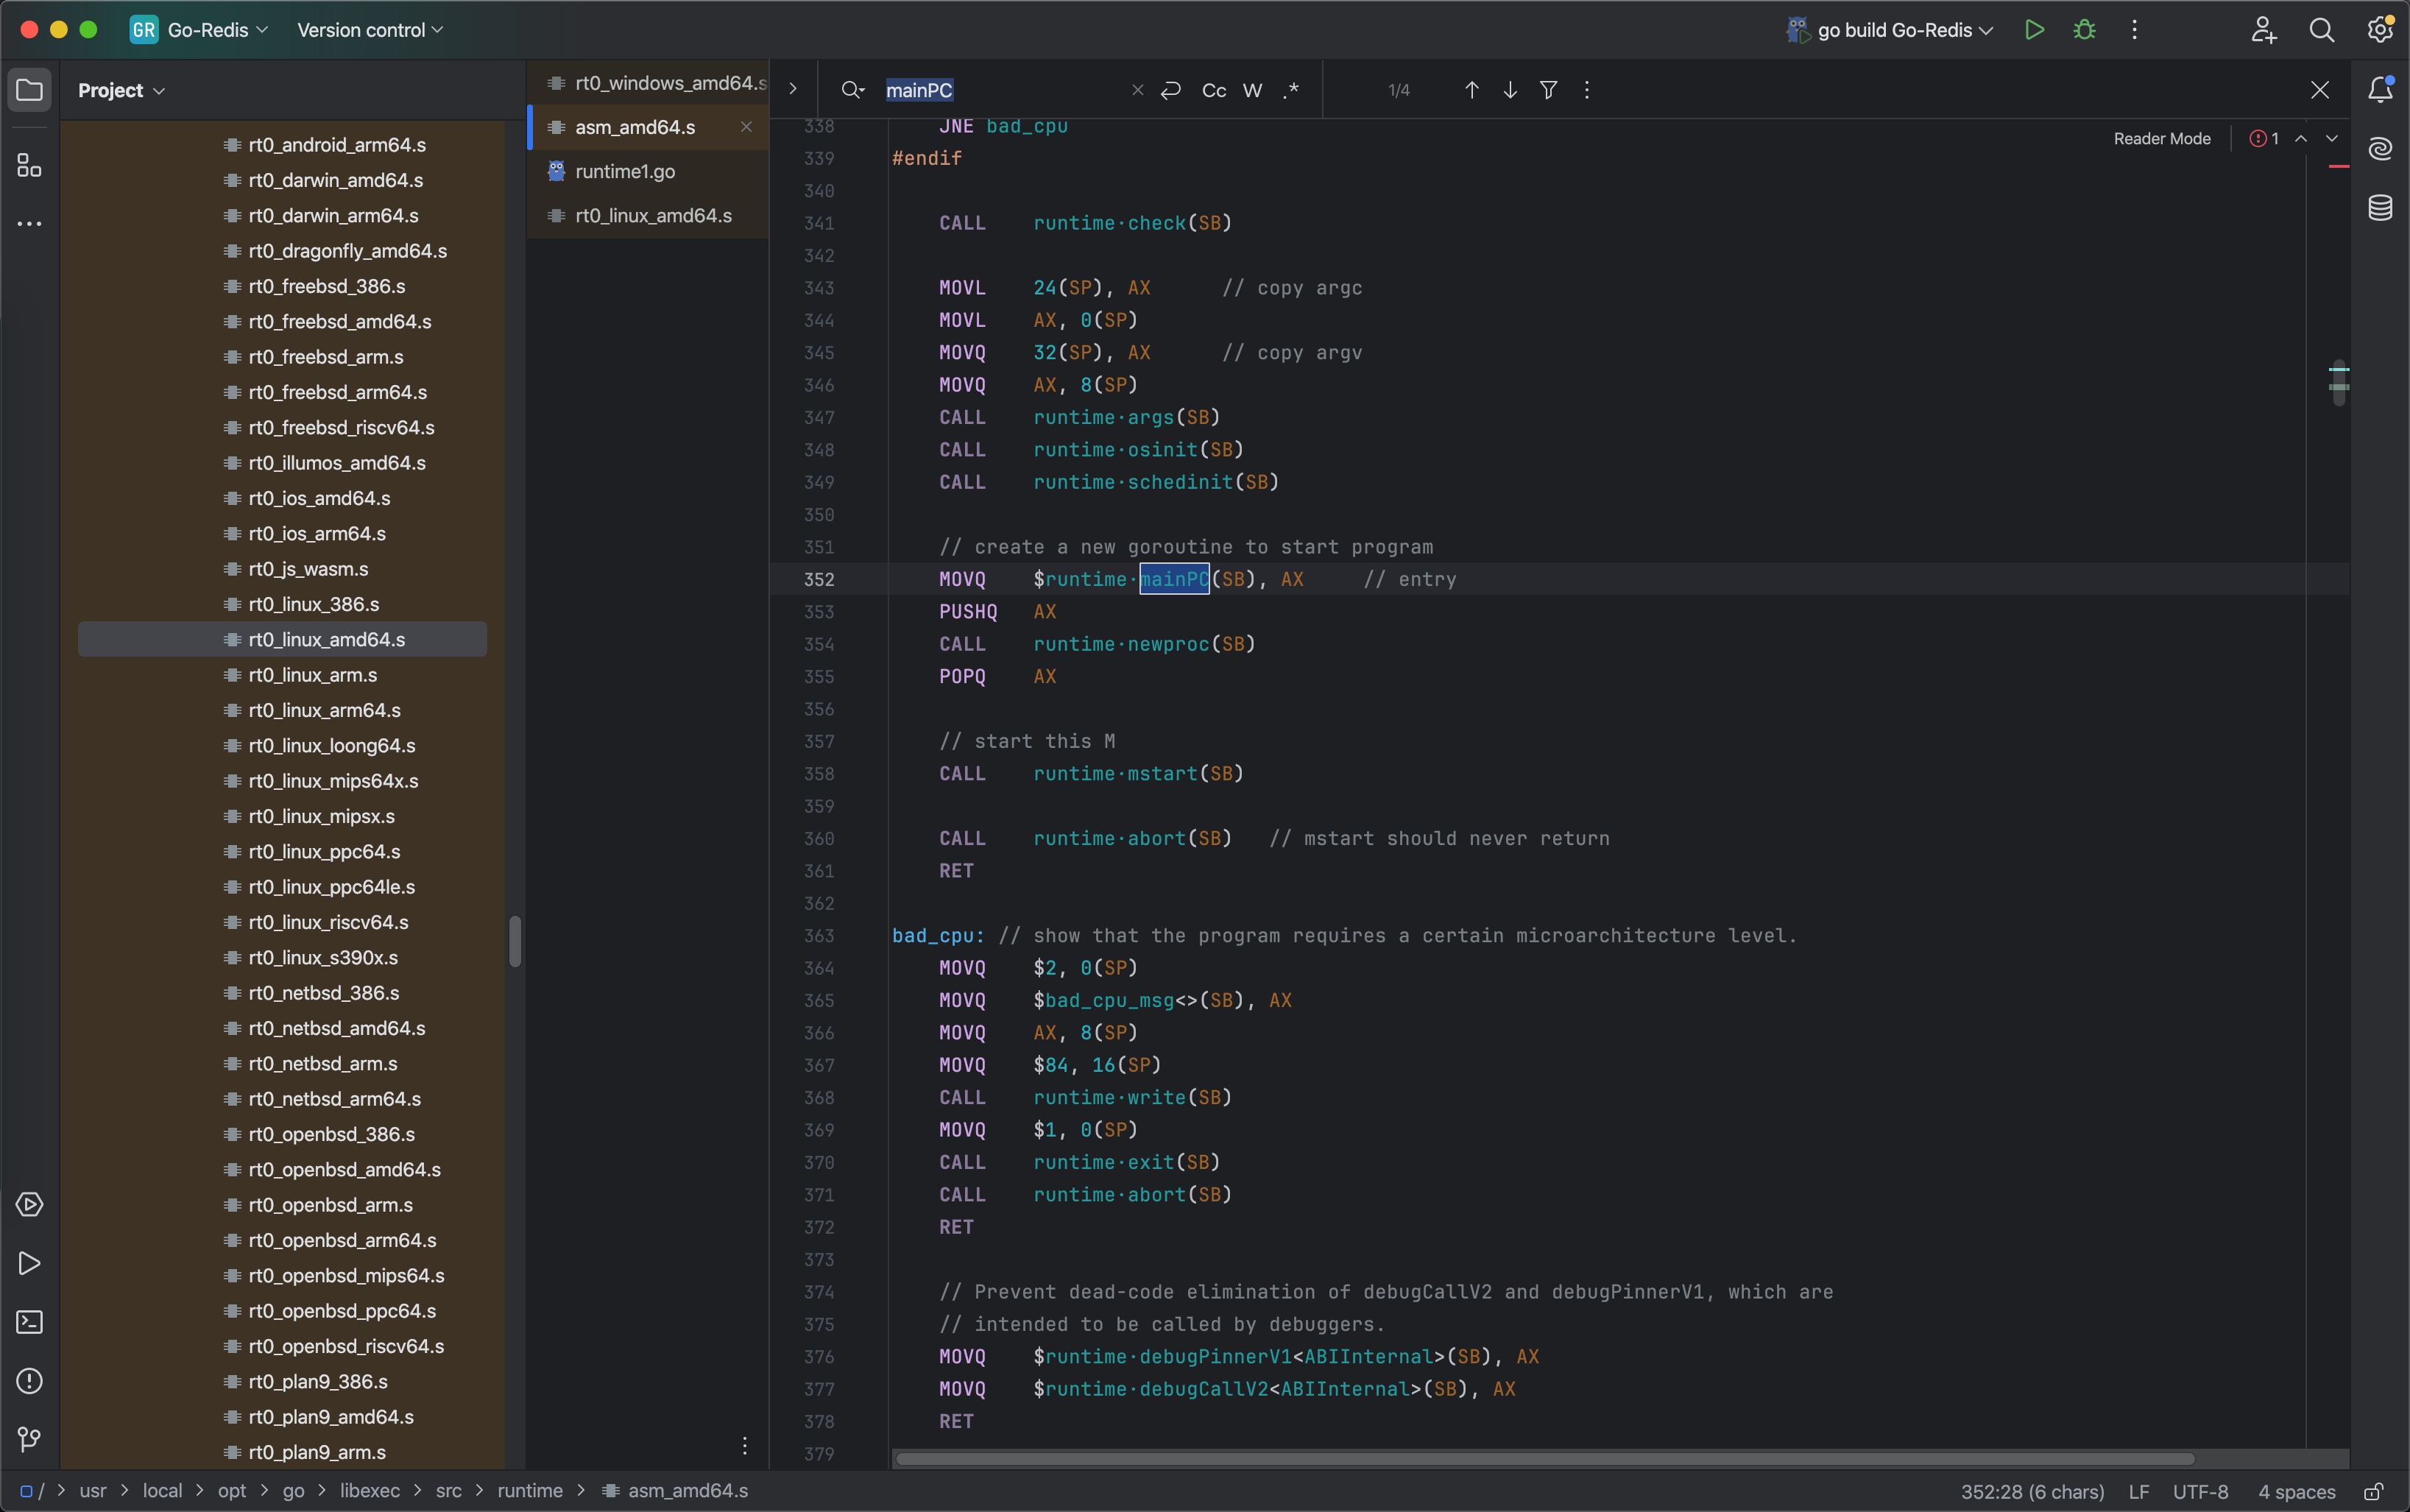 GR Go-Redis Version control go build Go-Redis
Project
rt0_android_arm64.s
rt0_darwin_amd64.s
rt0_darwin_arm64.s
rt0_dragonfly_amd64.s
rt0_freebsd_386.s
rt0_freebsd_amd64.s
rt0_freebsd_arm.s
rt0_freebsd_arm64.s
rt0_freebsd_riscv64.s
rt0_illumos_amd64.s
rt0_ios_amd64.s
rt0_ios_arm64.s
rt0_js_wasm.s
rt0_linux_386.s
rt0_linux_amd64.s
rt0_linux_arm.s
rt0_linux_arm64.s
rt0_linux_loong64.s
rt0_linux_mips64x.s
rt0_linux_mipsx.s
rt0_linux_ppc64.s
rt0_linux_ppc64le.s
rt0_linux_riscv64.s
rt0_linux_s390x.s
rt0_netbsd_386.s
rt0_netbsd_amd64.s
rt0_netbsd_arm.s
rt0_netbsd_arm64.s
rt0_openbsd_386.s
rt0_openbsd_amd64.s
rt0_openbsd_arm.s
rt0_openbsd_arm64.s
rt0_openbsd_mips64.s
rt0_openbsd_ppc64.s
rt0_openbsd_riscv64.s
rt0_plan9_386.s
rt0_plan9_amd64.s
rt0_plan9_arm.s
rt0_windows_amd64.s
asm_amd64.s
runtime1.go
rt0_linux_amd64.s
mainPC Cc W .* 1/4
Reader Mode 1
338 JNE bad_cpu
339 #endif
340
341 CALL runtime·check(SB)
342
343 MOVL 24(SP), AX // copy argc
344 MOVL AX, 0(SP)
345 MOVQ 32(SP), AX // copy argv
346 MOVQ AX, 8(SP)
347 CALL runtime·args(SB)
348 CALL runtime·osinit(SB)
349 CALL runtime·schedinit(SB)
350
351 // create a new goroutine to start program
352 MOVQ $runtime·mainPC(SB), AX // entry
353 PUSHQ AX
354 CALL runtime·newproc(SB)
355 POPQ AX
356
357 // start this M
358 CALL runtime·mstart(SB)
359
360 CALL runtime·abort(SB) // mstart should never return
361 RET
362
363 bad_cpu: // show that the program requires a certain microarchitecture level.
364 MOVQ $2, 0(SP)
365 MOVQ $bad_cpu_msg<>(SB), AX
366 MOVQ AX, 8(SP)
367 MOVQ $84, 16(SP)
368 CALL runtime·write(SB)
369 MOVQ $1, 0(SP)
370 CALL runtime·exit(SB)
371 CALL runtime·abort(SB)
372 RET
373
374 // Prevent dead-code elimination of debugCallV2 and debugPinnerV1, which are
375 // intended to be called by debuggers.
376 MOVQ $runtime·debugPinnerV1<ABIInternal>(SB), AX
377 MOVQ $runtime·debugCallV2<ABIInternal>(SB), AX
378 RET
379
/ > usr > local > opt > go > libexec > src > runtime > asm_amd64.s 352:28 (6 chars) LF UTF-8 4 spaces